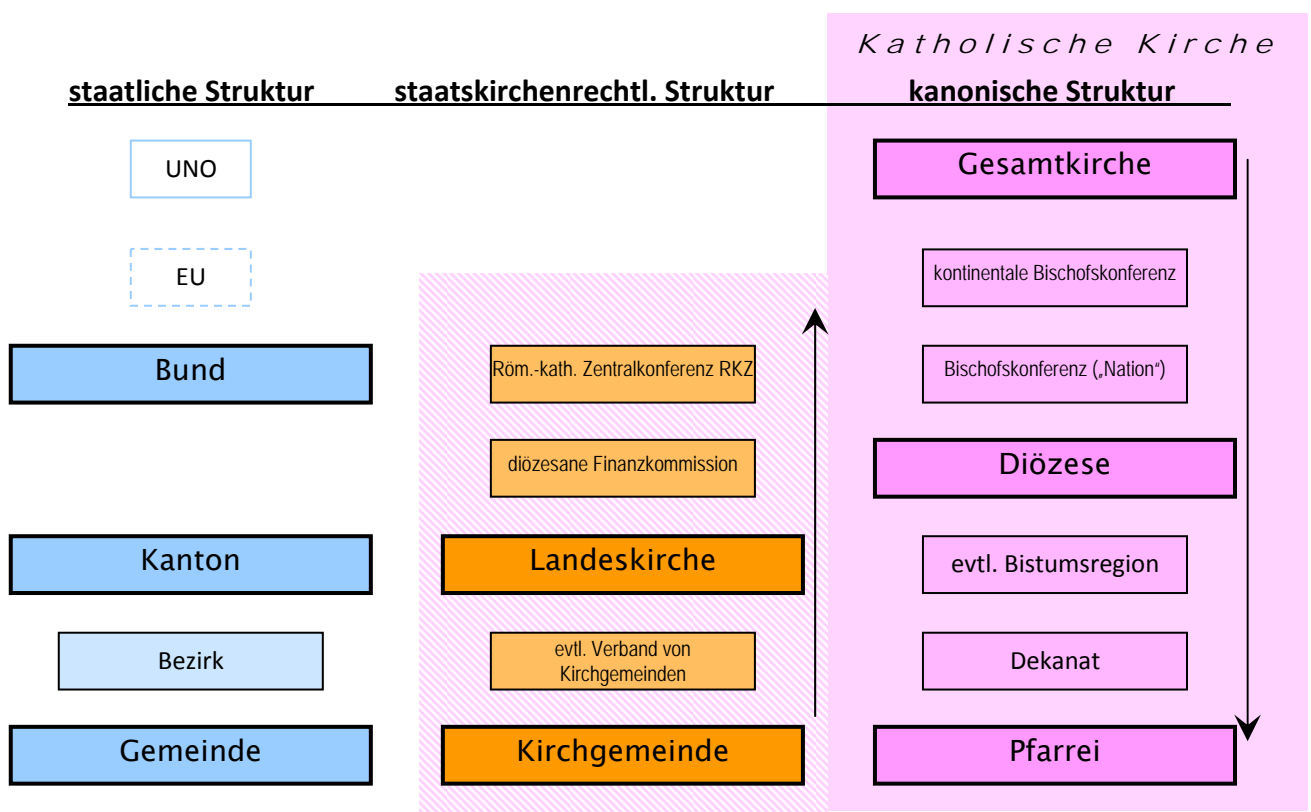 Katholische Kirche
staatliche Struktur staatskirchenrechtl. Struktur kanonische Struktur
UNO Gesamtkirche
EU kontinentale Bischofskonferenz
Bund Röm.-kath. Zentralkonferenz RKZ Bischofskonferenz („Nation“)
diözesane Finanzkommission Diözese
Kanton Landeskirche evtl. Bistumsregion
Bezirk evtl. Verband von
Kirchgemeinden Dekanat
Gemeinde Kirchgemeinde Pfarrei